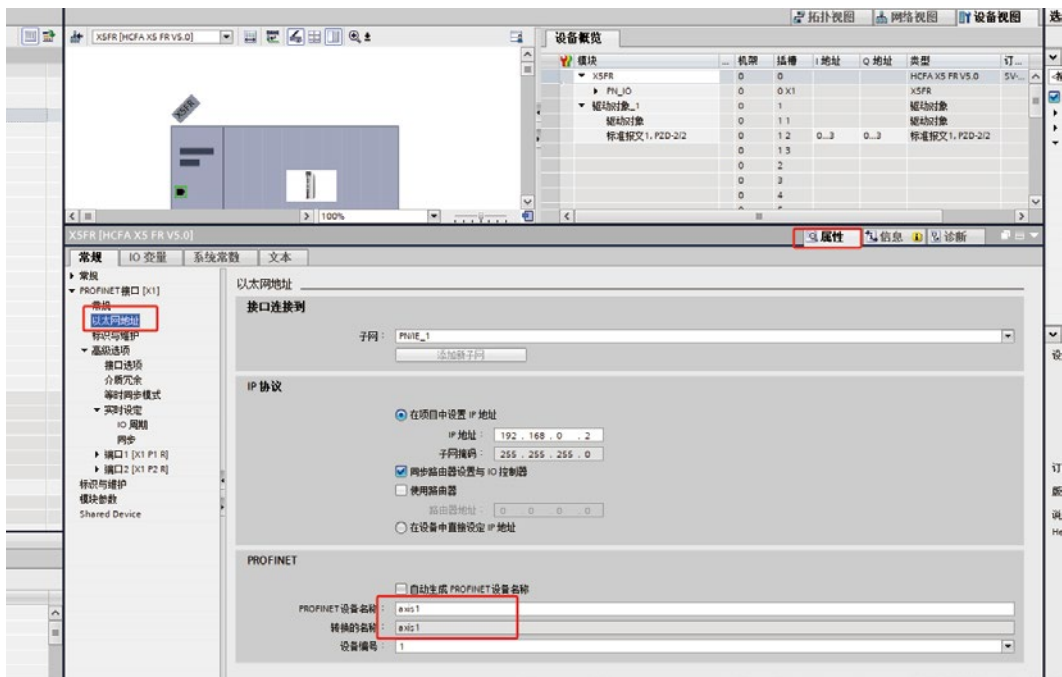 拓扑视图 网络视图 设备视图 选
X5FR [HCFA X5 FR V5.0]
设备概览
模块 ... 机架 插槽 I 地址 Q 地址 类型 订...
X5FR 0 0 HCFA X5 FR V5.0 SV-...
PN_IO 0 0 X1 X5FR
驱动对象_1 0 1 驱动对象
驱动对象 0 1 1 驱动对象
标准报文1, PZD-2/2 0 1 2 0...3 0...3 标准报文1, PZD-2/2
0 1 3
0 2
0 3
0 4
X5FR
100%
X5FR [HCFA X5 FR V5.0]
属性 信息 诊断
常规 IO 变量 系统常数 文本
常规
PROFINET接口 [X1]
常规
以太网地址
标识与维护
高级选项
接口选项
介质冗余
等时同步模式
实时设定
IO 周期
同步
端口1 [X1 P1 R]
端口2 [X1 P2 R]
标识与维护
模块参数
Shared Device
以太网地址
接口连接到
子网: PN/IE_1
添加新子网
IP 协议
在项目中设置 IP 地址
IP 地址: 192 . 168 . 0 . 2
子网掩码: 255 . 255 . 255 . 0
同步路由器设置与 IO 控制器
使用路由器
路由器地址: 0 . 0 . 0 . 0
在设备中直接设定 IP 地址
PROFINET
自动生成 PROFINET 设备名称
PROFINET 设备名称: axis1
转换的名称: axis1
设备编号: 1
设
订
版
说
He